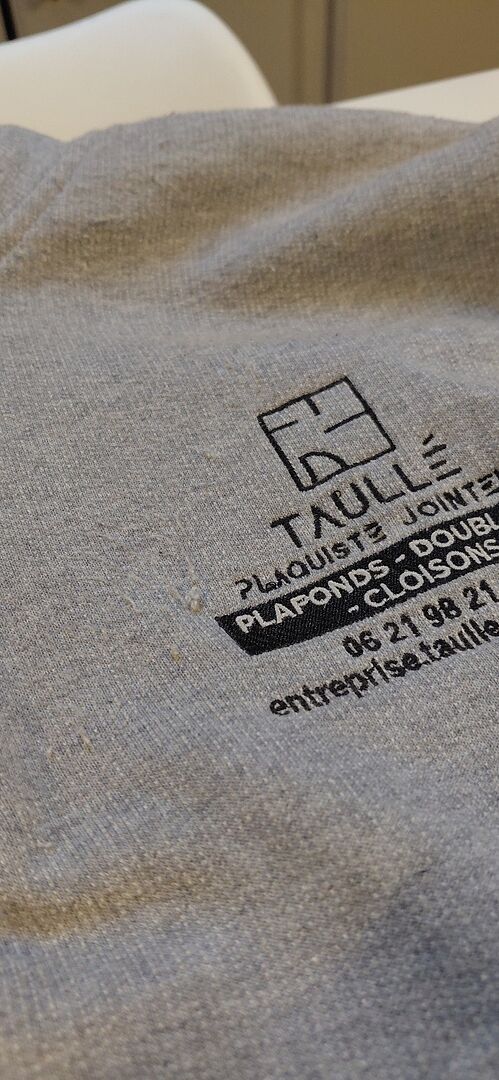 TAULLÉ
PLAQUISTE JOINTE
PLAFONDS - DOUBL
- CLOISONS
06 21 98 21
entreprise.taulle